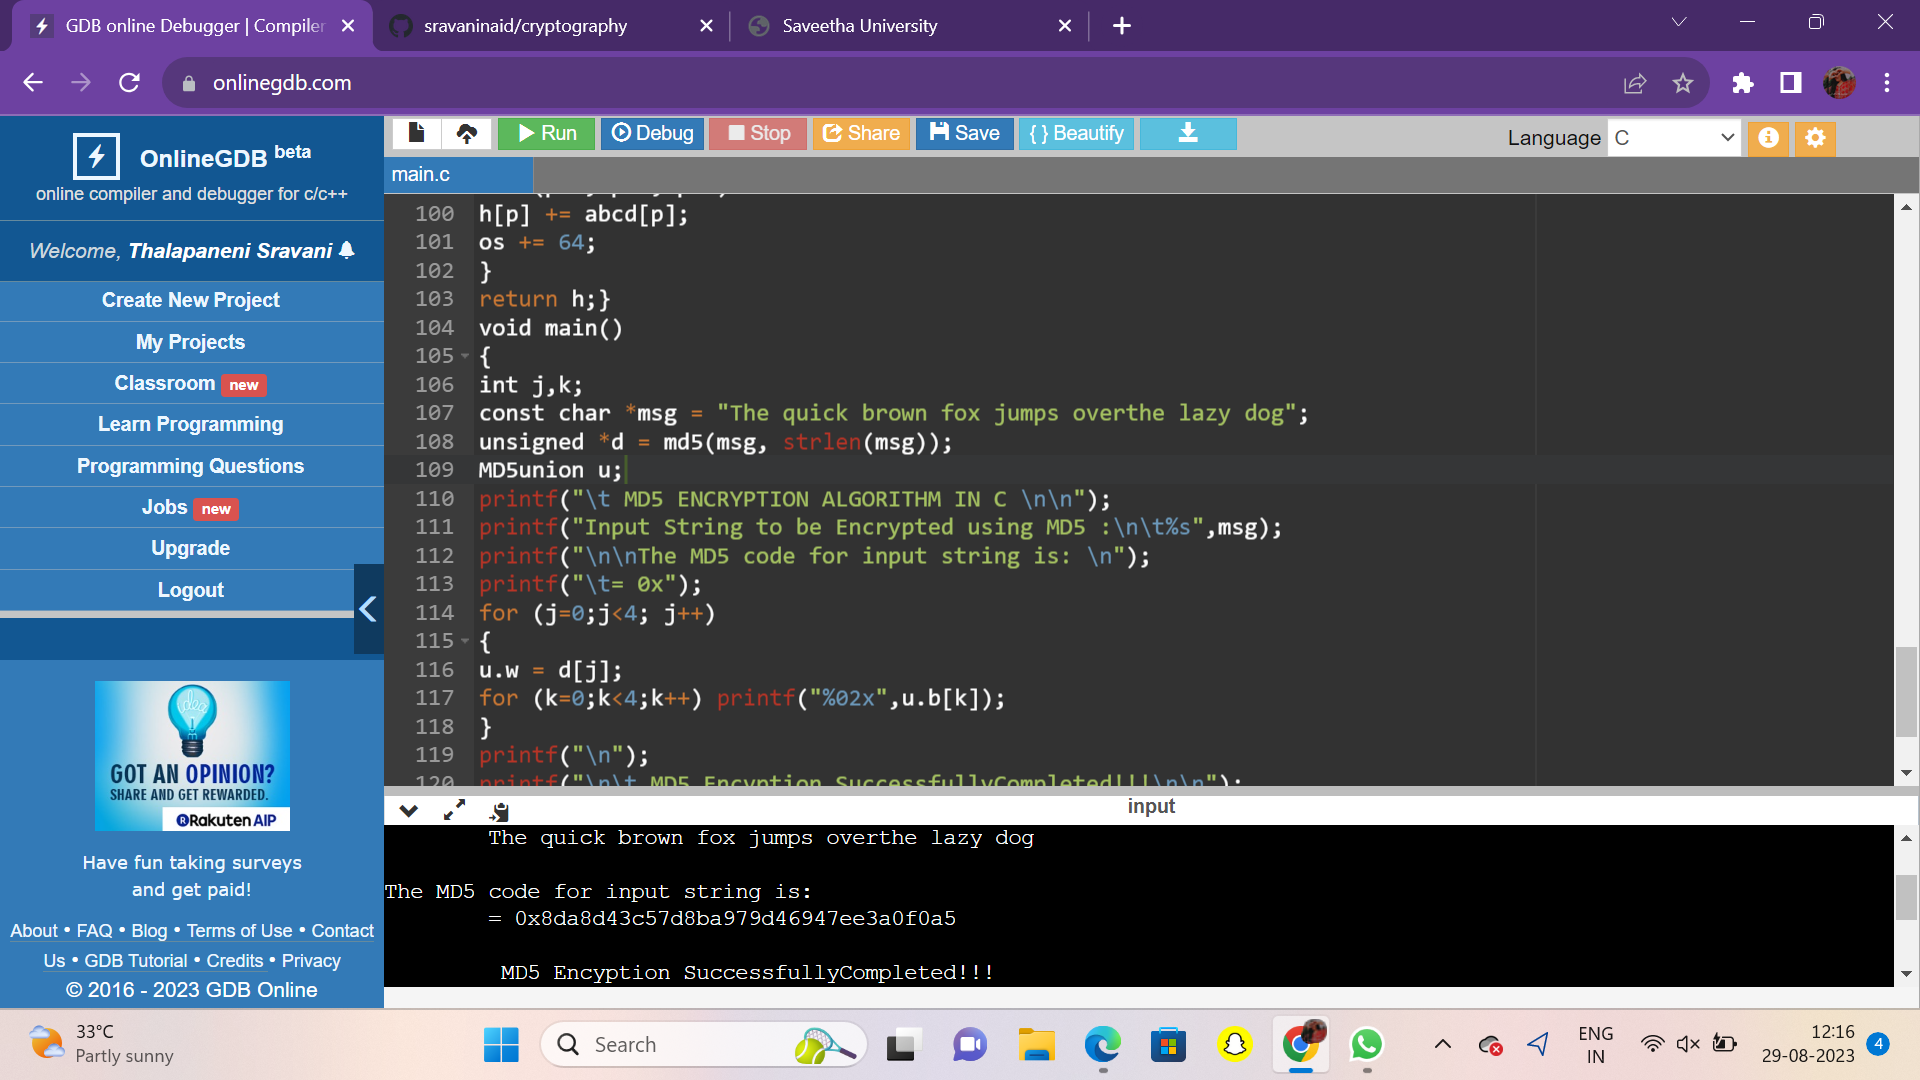 GDB online Debugger | Compiler
sravaninaid/cryptography
Saveetha University
onlinegdb.com
OnlineGDB beta
online compiler and debugger for c/c++
Welcome, Thalapaneni Sravani
Create New Project
My Projects
Classroom new
Learn Programming
Programming Questions
Jobs new
Upgrade
Logout
idea
GOT AN OPINION?
SHARE AND GET REWARDED.
Rakuten AIP
Have fun taking surveys
and get paid!
About • FAQ • Blog • Terms of Use • Contact
Us • GDB Tutorial • Credits • Privacy
© 2016 - 2023 GDB Online
Run Debug Stop Share Save { } Beautify
Language C
main.c
100 h[p] += abcd[p];
101 os += 64;
102 }
103 return h;}
104 void main()
105 {
106 int j,k;
107 const char *msg = "The quick brown fox jumps overthe lazy dog";
108 unsigned *d = md5(msg, strlen(msg));
109 MD5union u;
110 printf("\t MD5 ENCRYPTION ALGORITHM IN C \n\n");
111 printf("Input String to be Encrypted using MD5 :\n\t%s",msg);
112 printf("\n\nThe MD5 code for input string is: \n");
113 printf("\t= 0x");
114 for (j=0;j<4; j++)
115 {
116 u.w = d[j];
117 for (k=0;k<4;k++) printf("%02x",u.b[k]);
118 }
119 printf("\n");
120 printf("\n\t MD5 Encyption SuccessfullyCompleted!!!\n\n");
input
The quick brown fox jumps overthe lazy dog
The MD5 code for input string is:
= 0x8da8d43c57d8ba979d46947ee3a0f0a5
MD5 Encyption SuccessfullyCompleted!!!
33°C
Partly sunny
Search
ENG
IN
12:16
29-08-2023
4